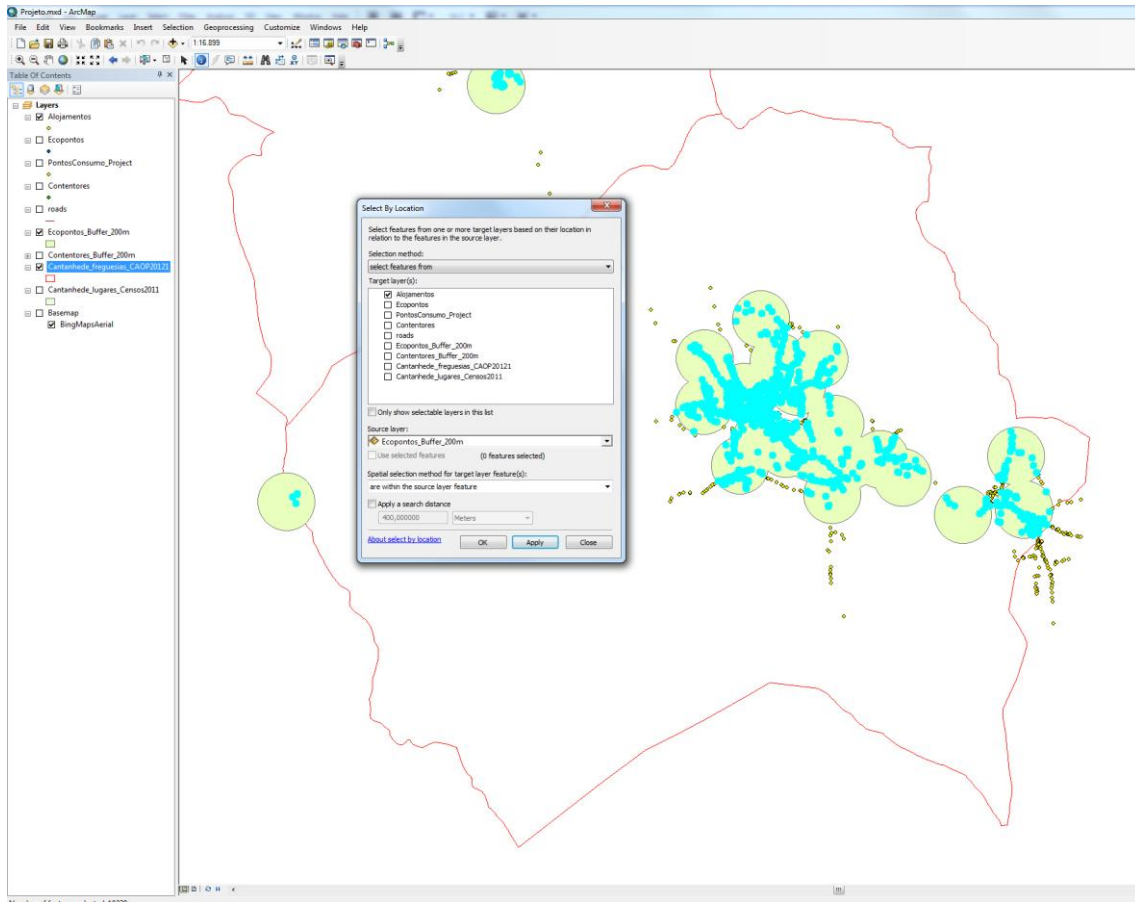 Projeto.mxd - ArcMap
File Edit View Bookmarks Insert Selection Geoprocessing Customize Windows Help
1:16.899
Table Of Contents
Layers
Alojamentos
Ecopontos
PontosConsumo_Project
Contentores
roads
Ecopontos_Buffer_200m
Contentores_Buffer_200m
Cantanhede_freguesias_CAOP20121
Cantanhede_lugares_Censos2011
Basemap
BingMapsAerial
Select By Location
Select features from one or more target layers based on their location in
relation to the features in the source layer.
Selection method:
select features from
Target layer(s):
Alojamentos
Ecopontos
PontosConsumo_Project
Contentores
roads
Ecopontos_Buffer_200m
Contentores_Buffer_200m
Cantanhede_freguesias_CAOP20121
Cantanhede_lugares_Censos2011
Only show selectable layers in this list
Source layer:
Ecopontos_Buffer_200m
Use selected features (0 features selected)
Spatial selection method for target layer feature(s):
are within the source layer feature
Apply a search distance
400,000000 Meters
About select by location OK Apply Close